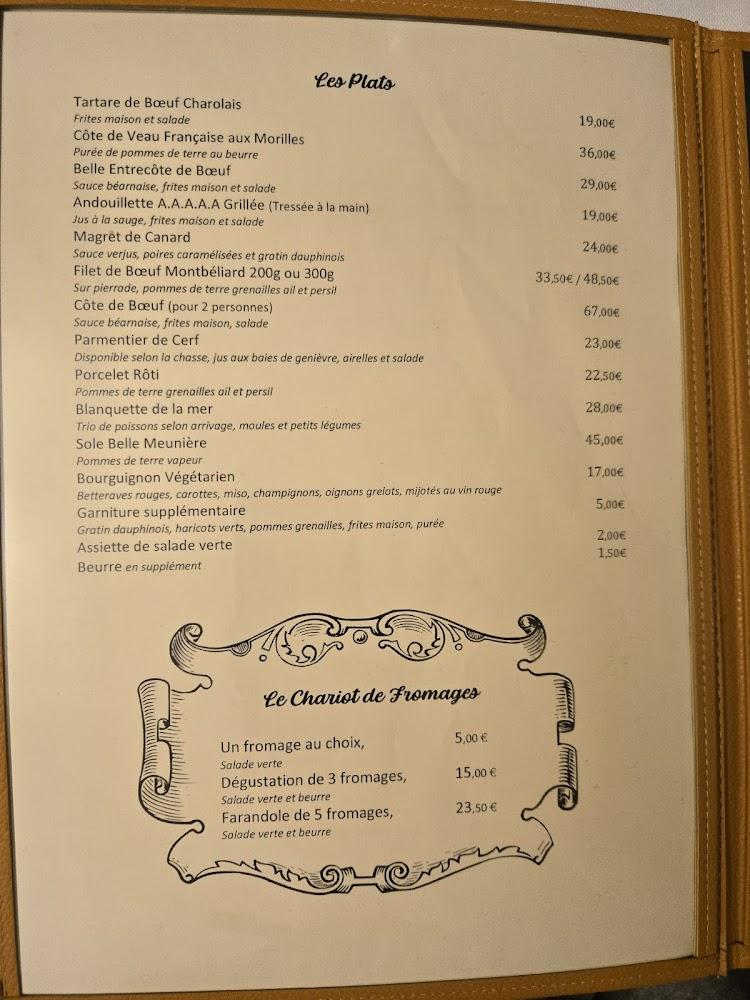 Les Plats
Tartare de Bœuf Charolais
Frites maison et salade 19,00€
Côte de Veau Française aux Morilles
Purée de pommes de terre au beurre 36,00€
Belle Entrecôte de Bœuf
Sauce béarnaise, frites maison et salade 29,00€
Andouillette A.A.A.A.A Grillée (Tressée à la main)
Jus à la sauge, frites maison et salade 19,00€
Magret de Canard
Sauce verjus, poires caramélisées et gratin dauphinois 24,00€
Filet de Bœuf Montbéliard 200g ou 300g 33,50€ / 48,50€
Sur pierrade, pommes de terre grenailles ail et persil
Côte de Bœuf (pour 2 personnes) 67,00€
Sauce béarnaise, frites maison, salade
Parmentier de Cerf 23,00€
Disponible selon la chasse, jus aux baies de genièvre, airelles et salade
Porcelet Rôti 22,50€
Pommes de terre grenailles ail et persil
Blanquette de la mer 28,00€
Trio de poissons selon arrivage, moules et petits légumes
Sole Belle Meunière 45,00€
Pommes de terre vapeur
Bourguignon Végétarien 17,00€
Betteraves rouges, carottes, miso, champignons, oignons grelots, mijotés au vin rouge
Garniture supplémentaire 5,00€
Gratin dauphinois, haricots verts, pommes grenailles, frites maison, purée
Assiette de salade verte 2,00€
Beurre en supplément 1,50€
Le Chariot de Fromages
Un fromage au choix, 5,00 €
Salade verte
Dégustation de 3 fromages, 15,00 €
Salade verte et beurre
Farandole de 5 fromages, 23,50 €
Salade verte et beurre